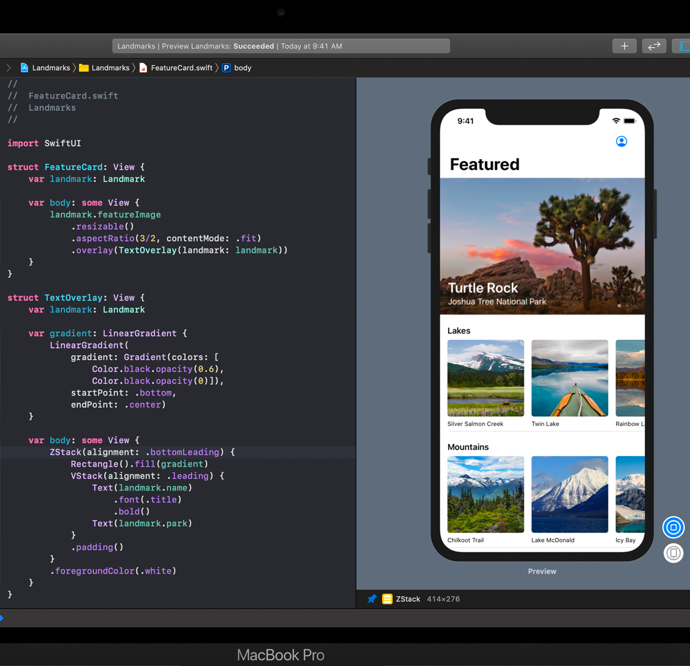 Landmarks | Preview Landmarks: Succeeded | Today at 9:41 AM
Landmarks
Landmarks
FeatureCard.swift
P
body
//
//  FeatureCard.swift
//  Landmarks
//
import SwiftUI
struct FeatureCard: View {
    var landmark: Landmark
    var body: some View {
        landmark.featureImage
            .resizable()
            .aspectRatio(3/2, contentMode: .fit)
            .overlay(TextOverlay(landmark: landmark))
    }
}
struct TextOverlay: View {
    var landmark: Landmark
    var gradient: LinearGradient {
        LinearGradient(
            gradient: Gradient(colors: [
                Color.black.opacity(0.6),
                Color.black.opacity(0)]),
            startPoint: .bottom,
            endPoint: .center)
    }
    var body: some View {
        ZStack(alignment: .bottomLeading) {
            Rectangle().fill(gradient)
            VStack(alignment: .leading) {
                Text(landmark.name)
                    .font(.title)
                    .bold()
                Text(landmark.park)
            }
            .padding()
        }
        .foregroundColor(.white)
    }
}
9:41
Featured
Turtle Rock
Joshua Tree National Park
Lakes
Silver Salmon Creek
Twin Lake
Rainbow L
Mountains
Chilkoot Trail
Lake McDonald
Icy Bay
Preview
ZStack 414×276
MacBook Pro